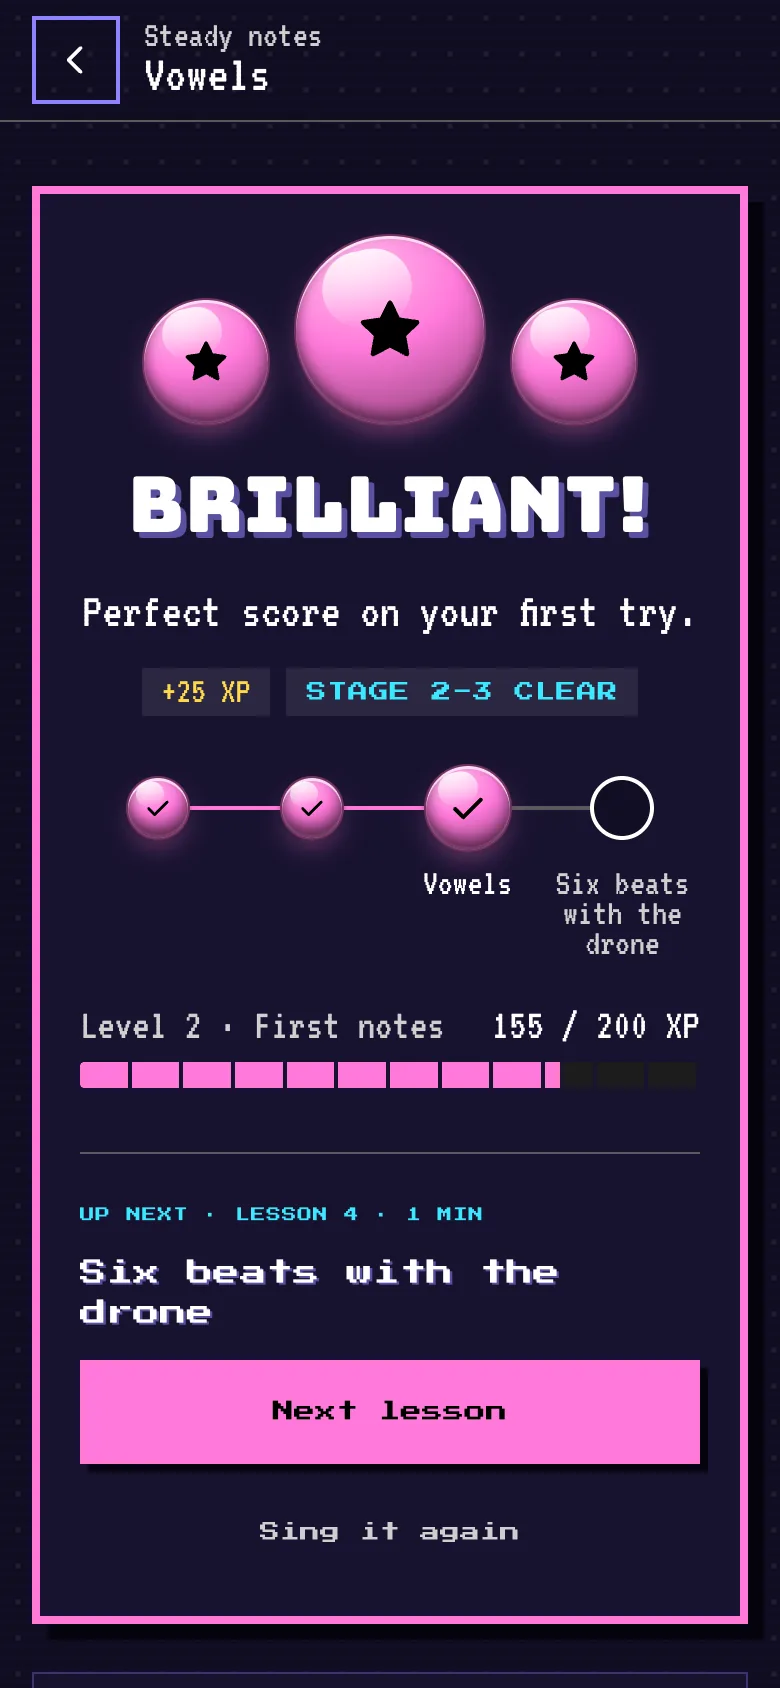 Steady notes
Vowels
BRILLIANT!
Perfect score on your first try.
+25 XP
STAGE 2-3 CLEAR
Vowels
Six beats
with the
drone
Level 2 · First notes
155 / 200 XP
UP NEXT · LESSON 4 · 1 MIN
Six beats with the
drone
Next lesson
Sing it again